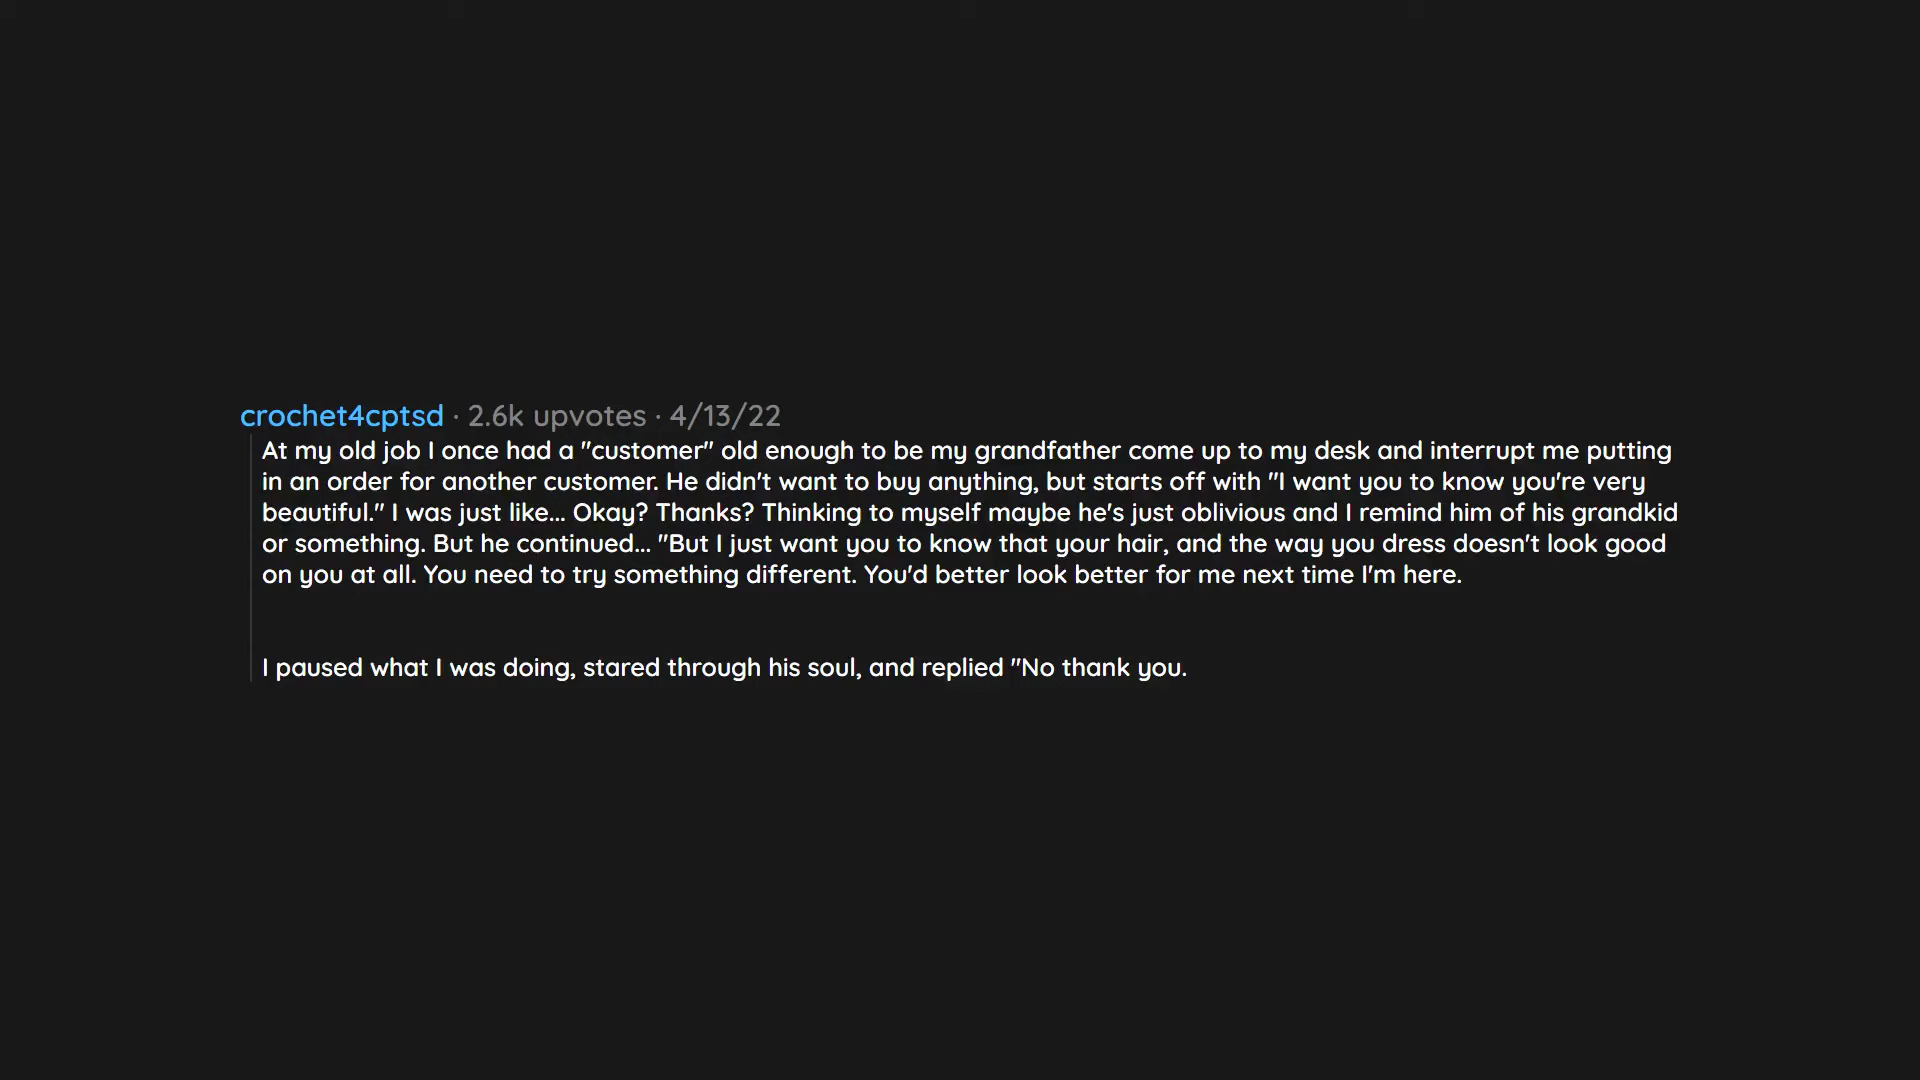 crochet4cptsd · 2.6k upvotes · 4/13/22
At my old job I once had a "customer" old enough to be my grandfather come up to my desk and interrupt me putting
in an order for another customer. He didn't want to buy anything, but starts off with "I want you to know you're very
beautiful." I was just like... Okay? Thanks? Thinking to myself maybe he's just oblivious and I remind him of his grandkid
or something. But he continued... "But I just want you to know that your hair, and the way you dress doesn't look good
on you at all. You need to try something different. You'd better look better for me next time I'm here.
I paused what I was doing, stared through his soul, and replied "No thank you.